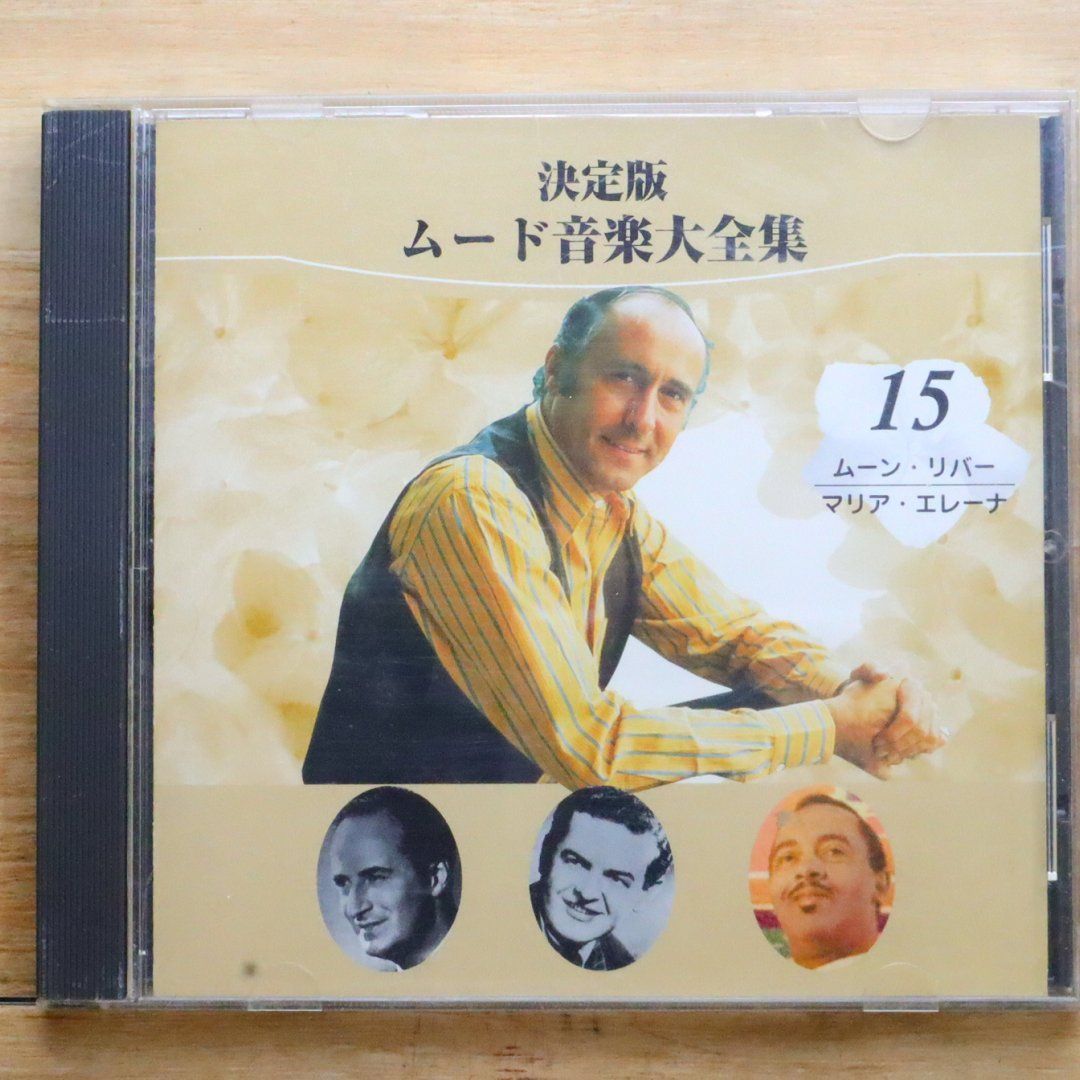 決定版
ムード音楽大全集
15
ムーン・リバー
マリア・エレーナ